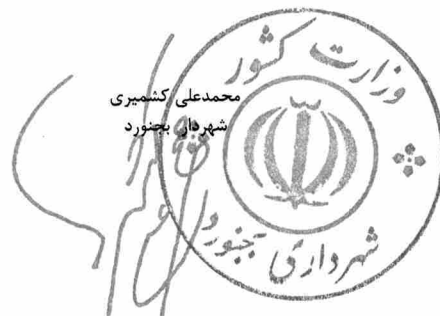 محمدعلی کشمیری
شهردار بجنورد
وزارت کشور
شهرداری بجنورد